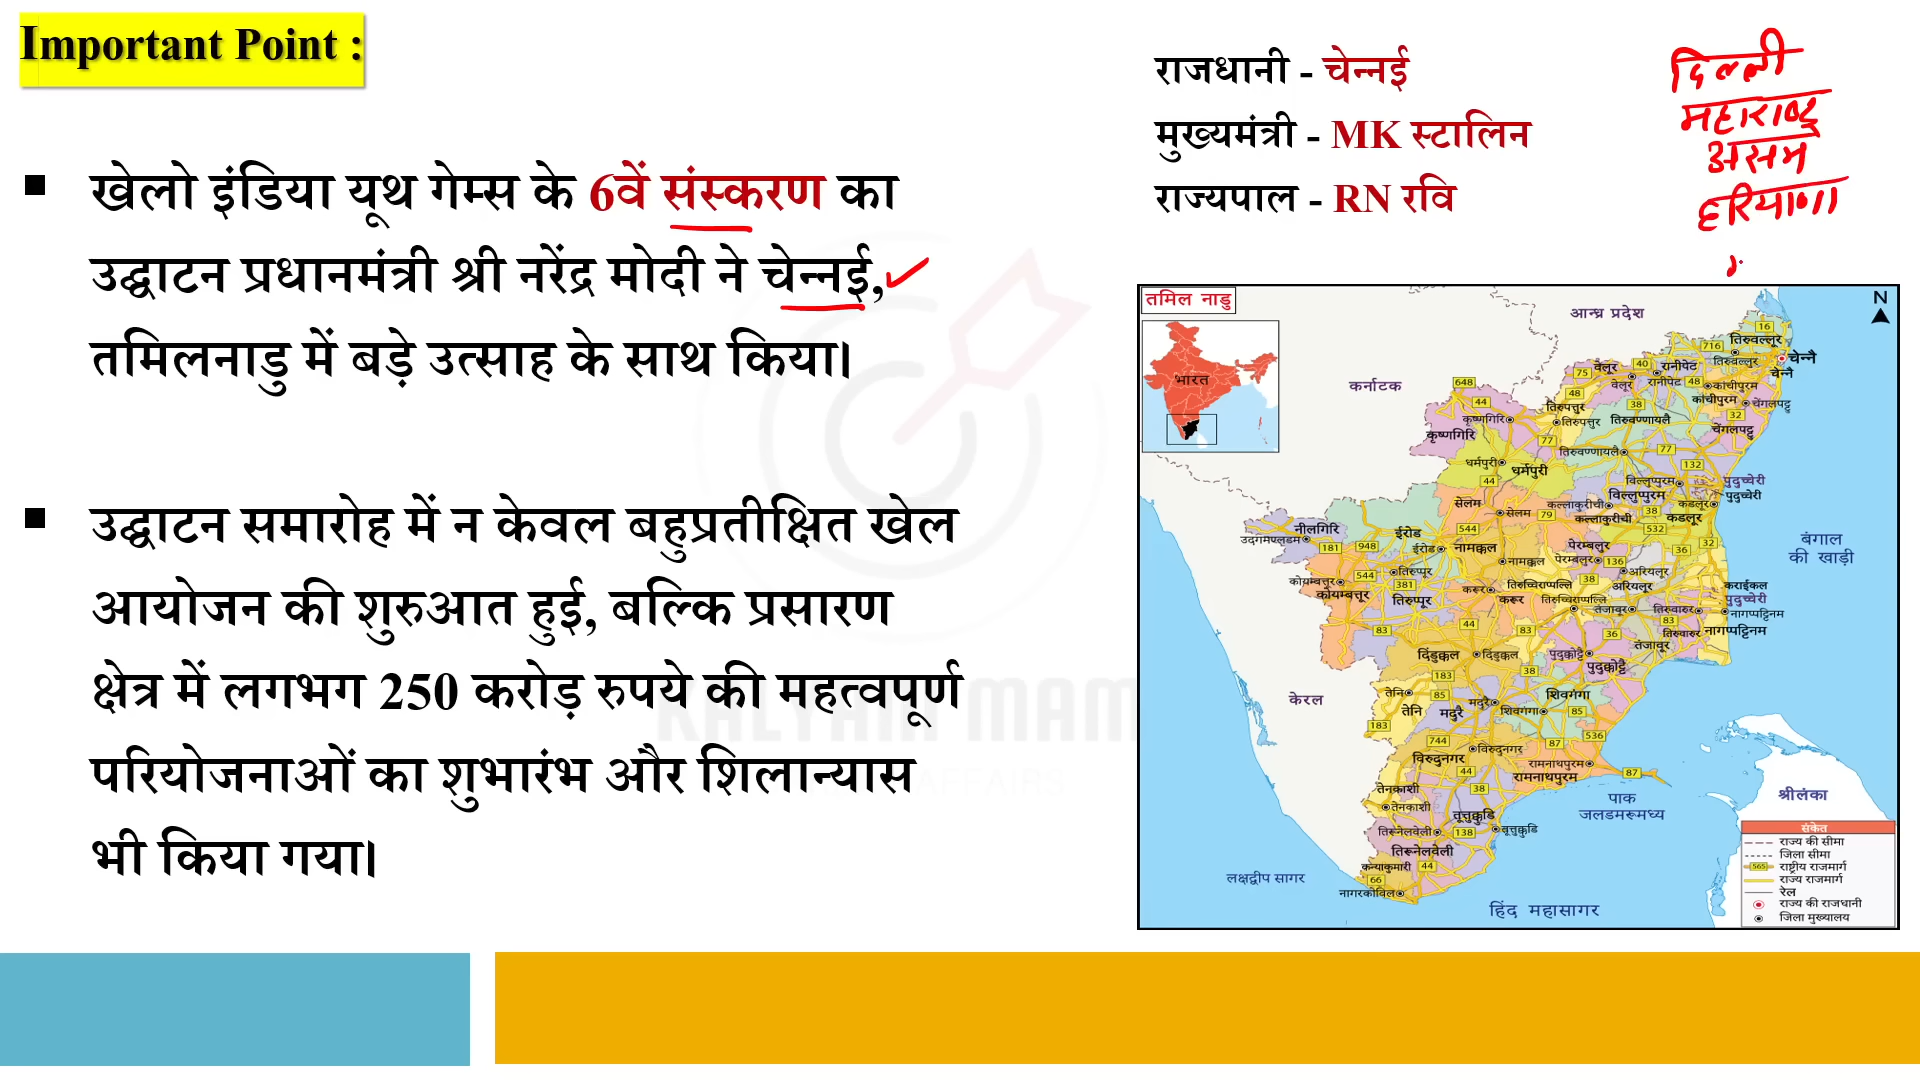 Important Point :
राजधानी - चेन्नई
मुख्यमंत्री - MK स्टालिन
राज्यपाल - RN रवि
दिल्ली
महाराष्ट्र
असम
हरियाणा
▪ खेलो इंडिया यूथ गेम्स के 6वें संस्करण का
उद्घाटन प्रधानमंत्री श्री नरेंद्र मोदी ने चेन्नई,
तमिलनाडु में बड़े उत्साह के साथ किया।
▪ उद्घाटन समारोह में न केवल बहुप्रतीक्षित खेल
आयोजन की शुरुआत हुई, बल्कि प्रसारण
क्षेत्र में लगभग 250 करोड़ रुपये की महत्वपूर्ण
परियोजनाओं का शुभारंभ और शिलान्यास
भी किया गया।
तमिल नाडु
भारत
आन्ध्र प्रदेश
N
कर्नाटक
केरल
तिरुवल्लूर
चेन्नै
चेन्नै
वेलूर
रानीपेट
कांचीपुरम
चेंगलपट्टु
तिरुपत्तुर
तिरुवण्णामलै
कृष्णगिरि
धर्मपुरी
विल्लुपुरम
पुदुच्चेरी
पुदुच्चेरी
सेलम
कल्लाकुरीची
कडलूर
नीलगिरि
ईरोड
नामक्कल
पेरम्बलुर
अरियलूर
कोयम्बत्तूर
तिरुप्पूर
करूर
कराईकल
पुदुच्चेरी
नागप्पट्टिनम
तंजावूर
दिंडुक्कल
पुदुक्कोट्टै
तेनि
मदुरै
शिवगंगा
विरुदुनगर
रामनाथपुरम
तेनकाशी
तूत्तुक्कुडि
तिरूनेलवेली
कन्याकुमारी
नागरकोविल
बंगाल
की खाड़ी
पाक
जलडमरूमध्य
श्रीलंका
लक्षद्वीप सागर
हिंद महासागर
संकेत
राज्य की सीमा
जिला सीमा
राष्ट्रीय राजमार्ग
राज्य राजमार्ग
रेल
राज्य की राजधानी
जिला मुख्यालय